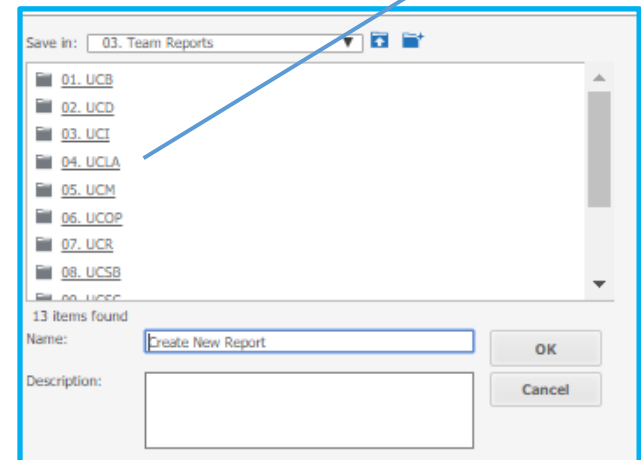 Save in: 03. Team Reports
01. UCB
02. UCD
03. UCI
04. UCLA
05. UCM
06. UCOP
07. UCR
08. UCSB
13 items found
Name: Create New Report
OK
Description:
Cancel